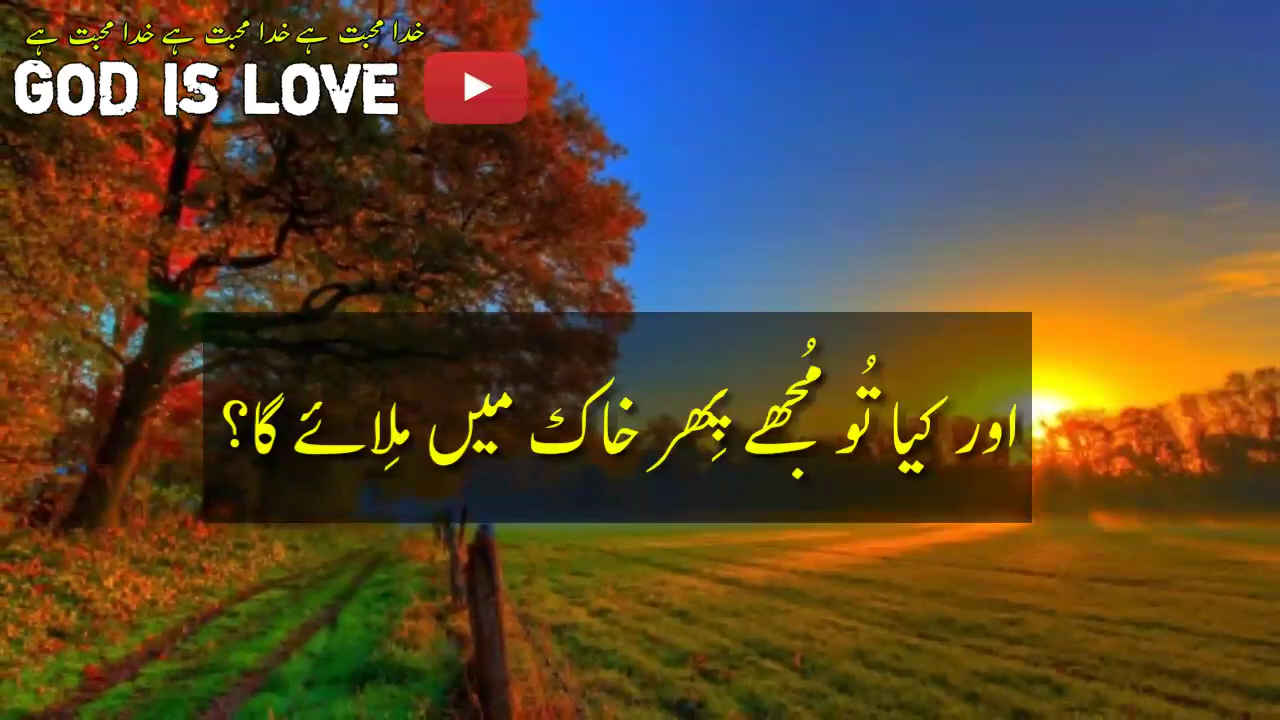 خدا محبت ہے خدا محبت ہے خدا محبت ہے
GOD IS LOVE
اور کیا تُو مُجھے پِھر خاک میں مِلائے گا؟